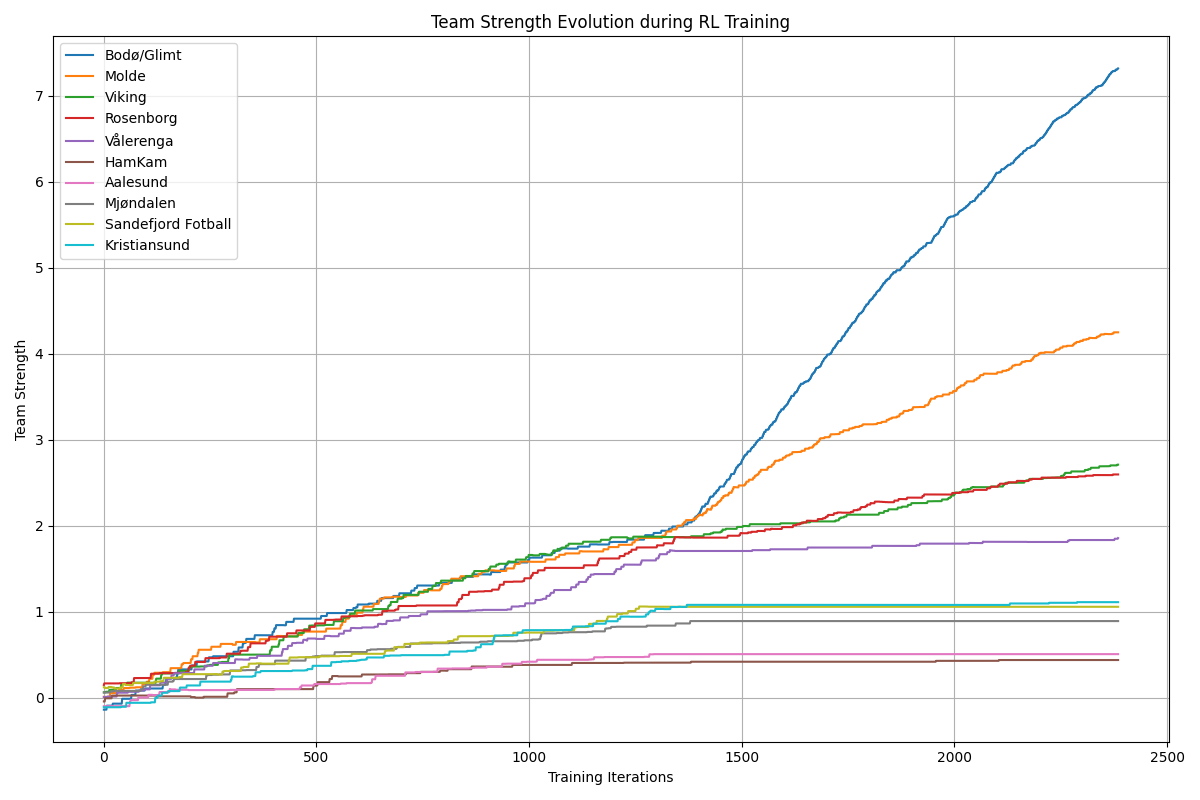 Team Strength Evolution during RL Training
Bodø/Glimt
Molde
Viking
Rosenborg
Vålerenga
HamKam
Aalesund
Mjøndalen
Sandefjord Fotball
Kristiansund
Team Strength
7
6
5
4
3
2
1
0
0 500 1000 1500 2000 2500
Training Iterations